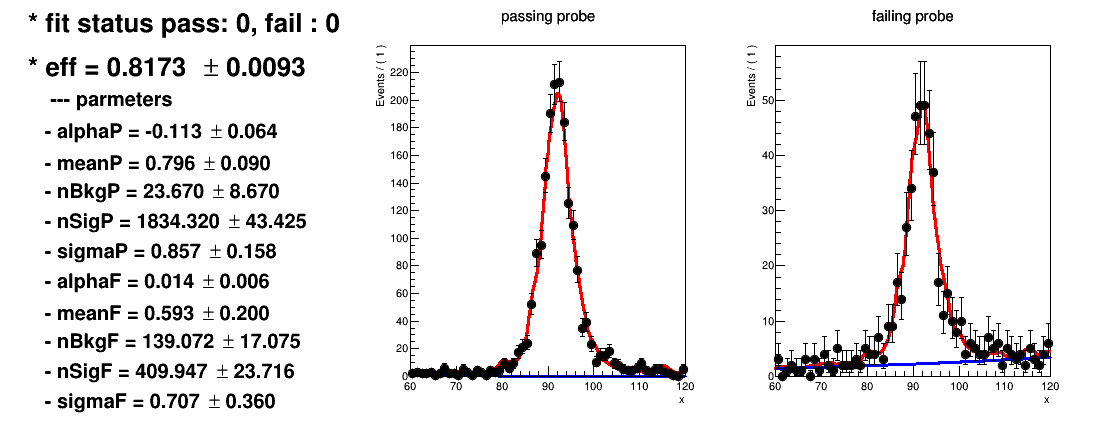 * fit status pass: 0, fail : 0
* eff = 0.8173 ± 0.0093
--- parmeters
- alphaP = -0.113 ± 0.064
- meanP = 0.796 ± 0.090
- nBkgP = 23.670 ± 8.670
- nSigP = 1834.320 ± 43.425
- sigmaP = 0.857 ± 0.158
- alphaF = 0.014 ± 0.006
- meanF = 0.593 ± 0.200
- nBkgF = 139.072 ± 17.075
- nSigF = 409.947 ± 23.716
- sigmaF = 0.707 ± 0.360
passing probe
Events / ( 1 )
220
200
180
160
140
120
100
80
60
40
20
0
60 70 80 90 100 110 120
x
failing probe
Events / ( 1 )
50
40
30
20
10
0
60 70 80 90 100 110 120
x